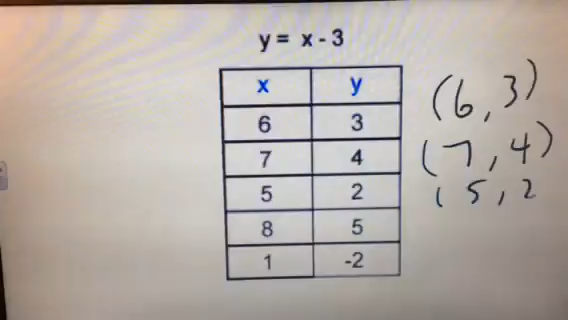 y = x - 3
x y
6 3
7 4
5 2
8 5
1 -2
(6, 3)
(7, 4)
( 5, 2